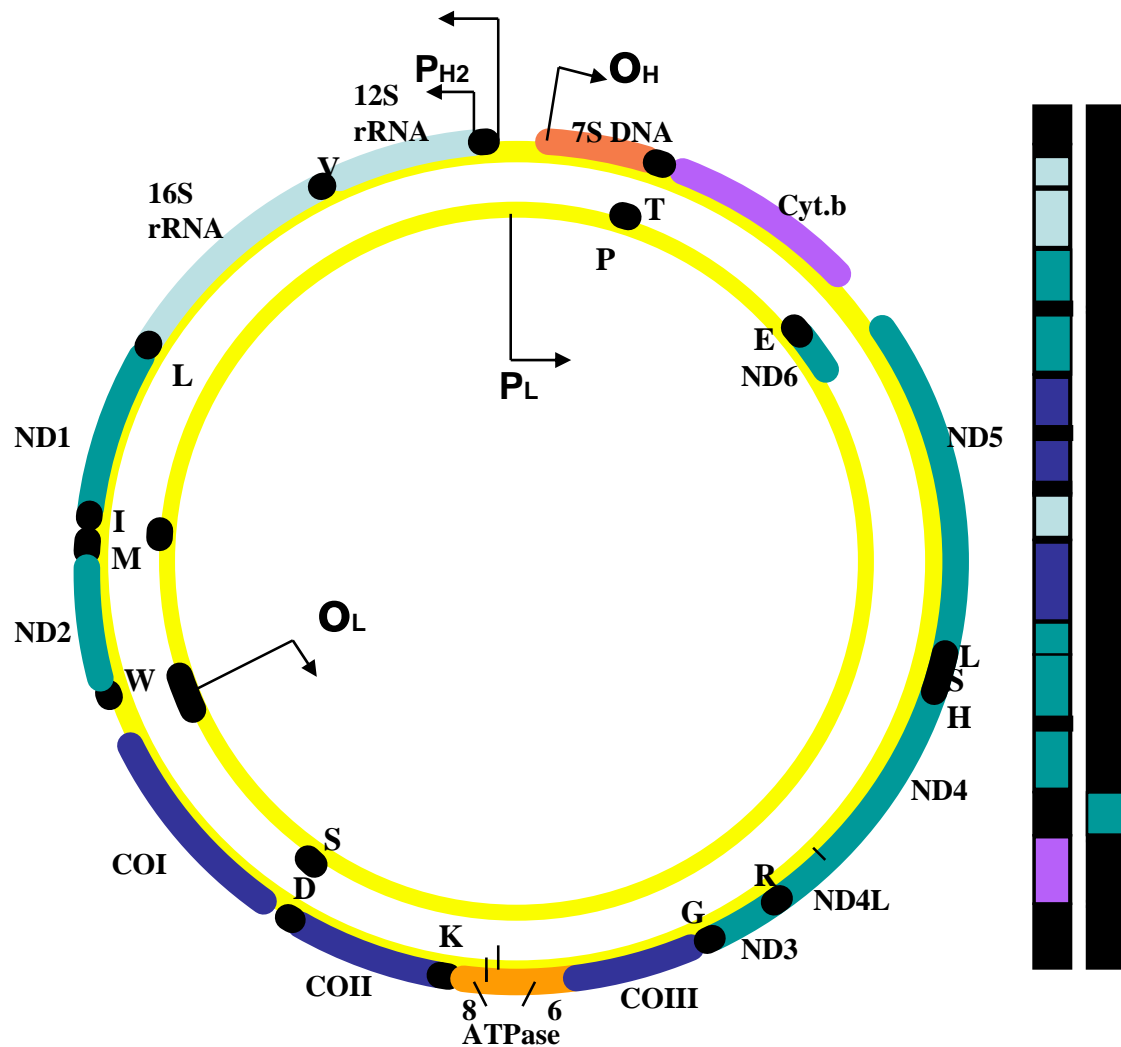 PH2
OH
12S
rRNA
7S DNA
V
16S
rRNA
T
Cyt.b
P
E
ND6
L
PL
ND1
ND5
I
M
OL
ND2
W
L
S
H
ND4
S
COI
D
R
ND4L
G
ND3
K
COII
COIII
8
6
ATPase